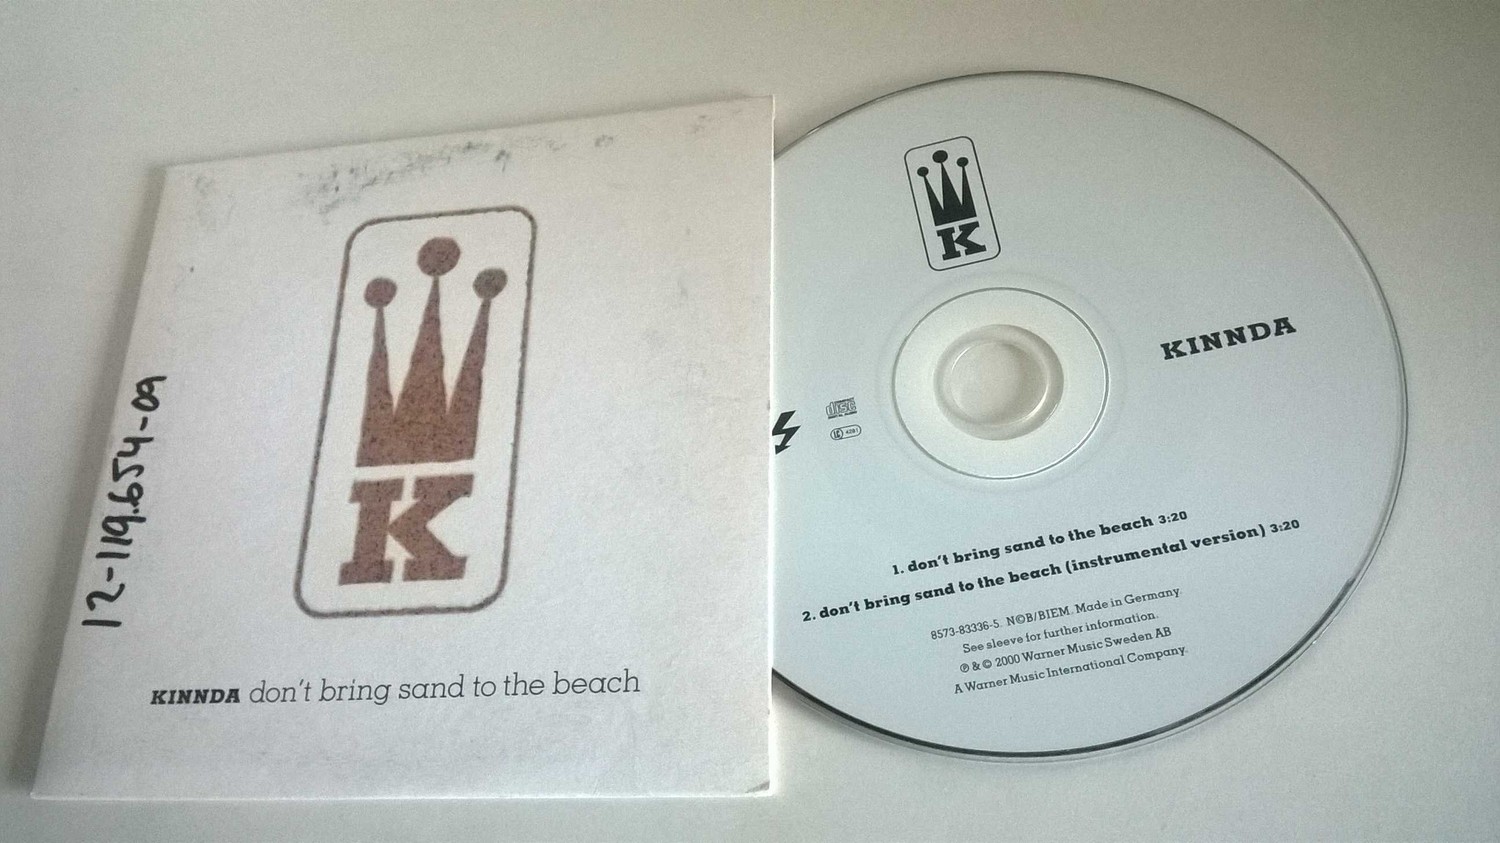 12-119.654-09
K
KINNDA don't bring sand to the beach
K
KINNDA
disc
4281
1. don't bring sand to the beach 3:20
2. don't bring sand to the beach (instrumental version) 3:20
8573-83336-5. N©B/BIEM. Made in Germany.
See sleeve for further information.
℗ & © 2000 Warner Music Sweden AB
A Warner Music International Company.